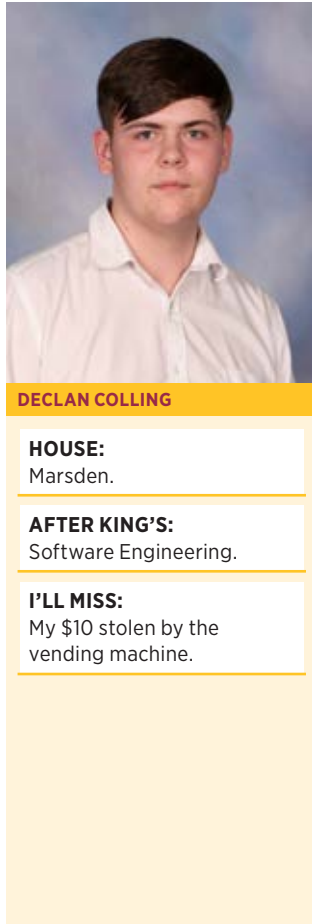 DECLAN COLLING
HOUSE:
Marsden.
AFTER KING’S:
Software Engineering.
I’LL MISS:
My $10 stolen by the
vending machine.